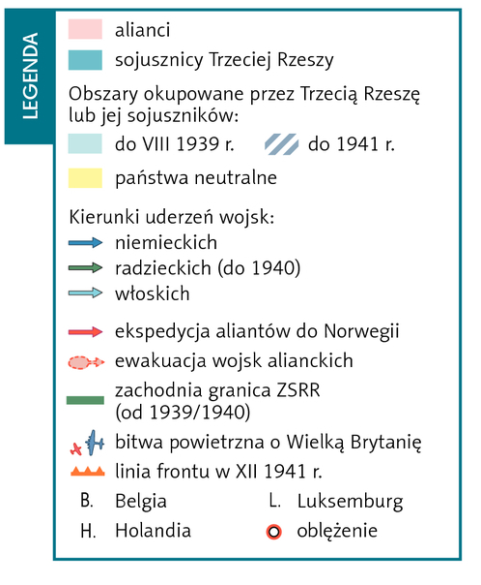 LEGENDA
alianci
sojusznicy Trzeciej Rzeszy
Obszary okupowane przez Trzecią Rzeszę
lub jej sojuszników:
do VIII 1939 r. do 1941 r.
państwa neutralne
Kierunki uderzeń wojsk:
niemieckich
radzieckich (do 1940)
włoskich
ekspedycja aliantów do Norwegii
ewakuacja wojsk alianckich
zachodnia granica ZSRR
(od 1939/1940)
bitwa powietrzna o Wielką Brytanię
linia frontu w XII 1941 r.
B. Belgia L. Luksemburg
H. Holandia oblężenie